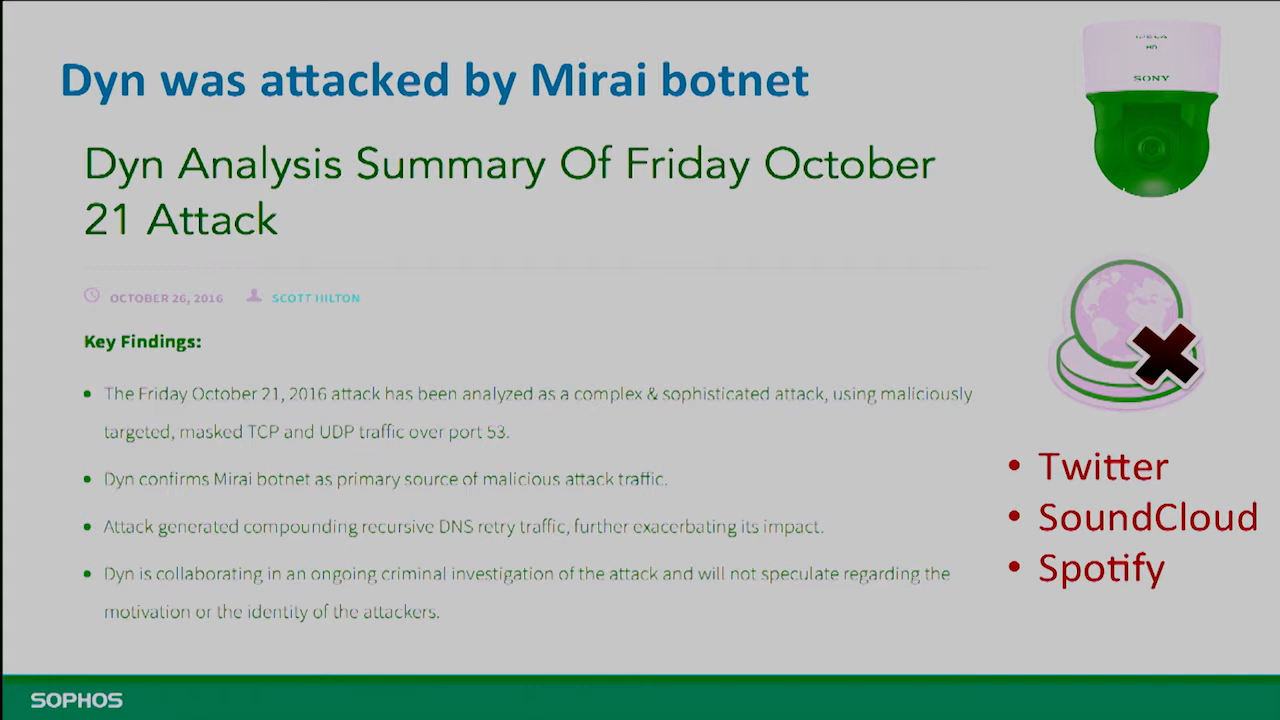 Dyn was attacked by Mirai botnet
Dyn Analysis Summary Of Friday October
21 Attack
OCTOBER 26, 2016 SCOTT HILTON
Key Findings:
• The Friday October 21, 2016 attack has been analyzed as a complex & sophisticated attack, using maliciously
targeted, masked TCP and UDP traffic over port 53.
• Dyn confirms Mirai botnet as primary source of malicious attack traffic.
• Attack generated compounding recursive DNS retry traffic, further exacerbating its impact.
• Dyn is collaborating in an ongoing criminal investigation of the attack and will not speculate regarding the
motivation or the identity of the attackers.
HD
SONY
• Twitter
• SoundCloud
• Spotify
SOPHOS